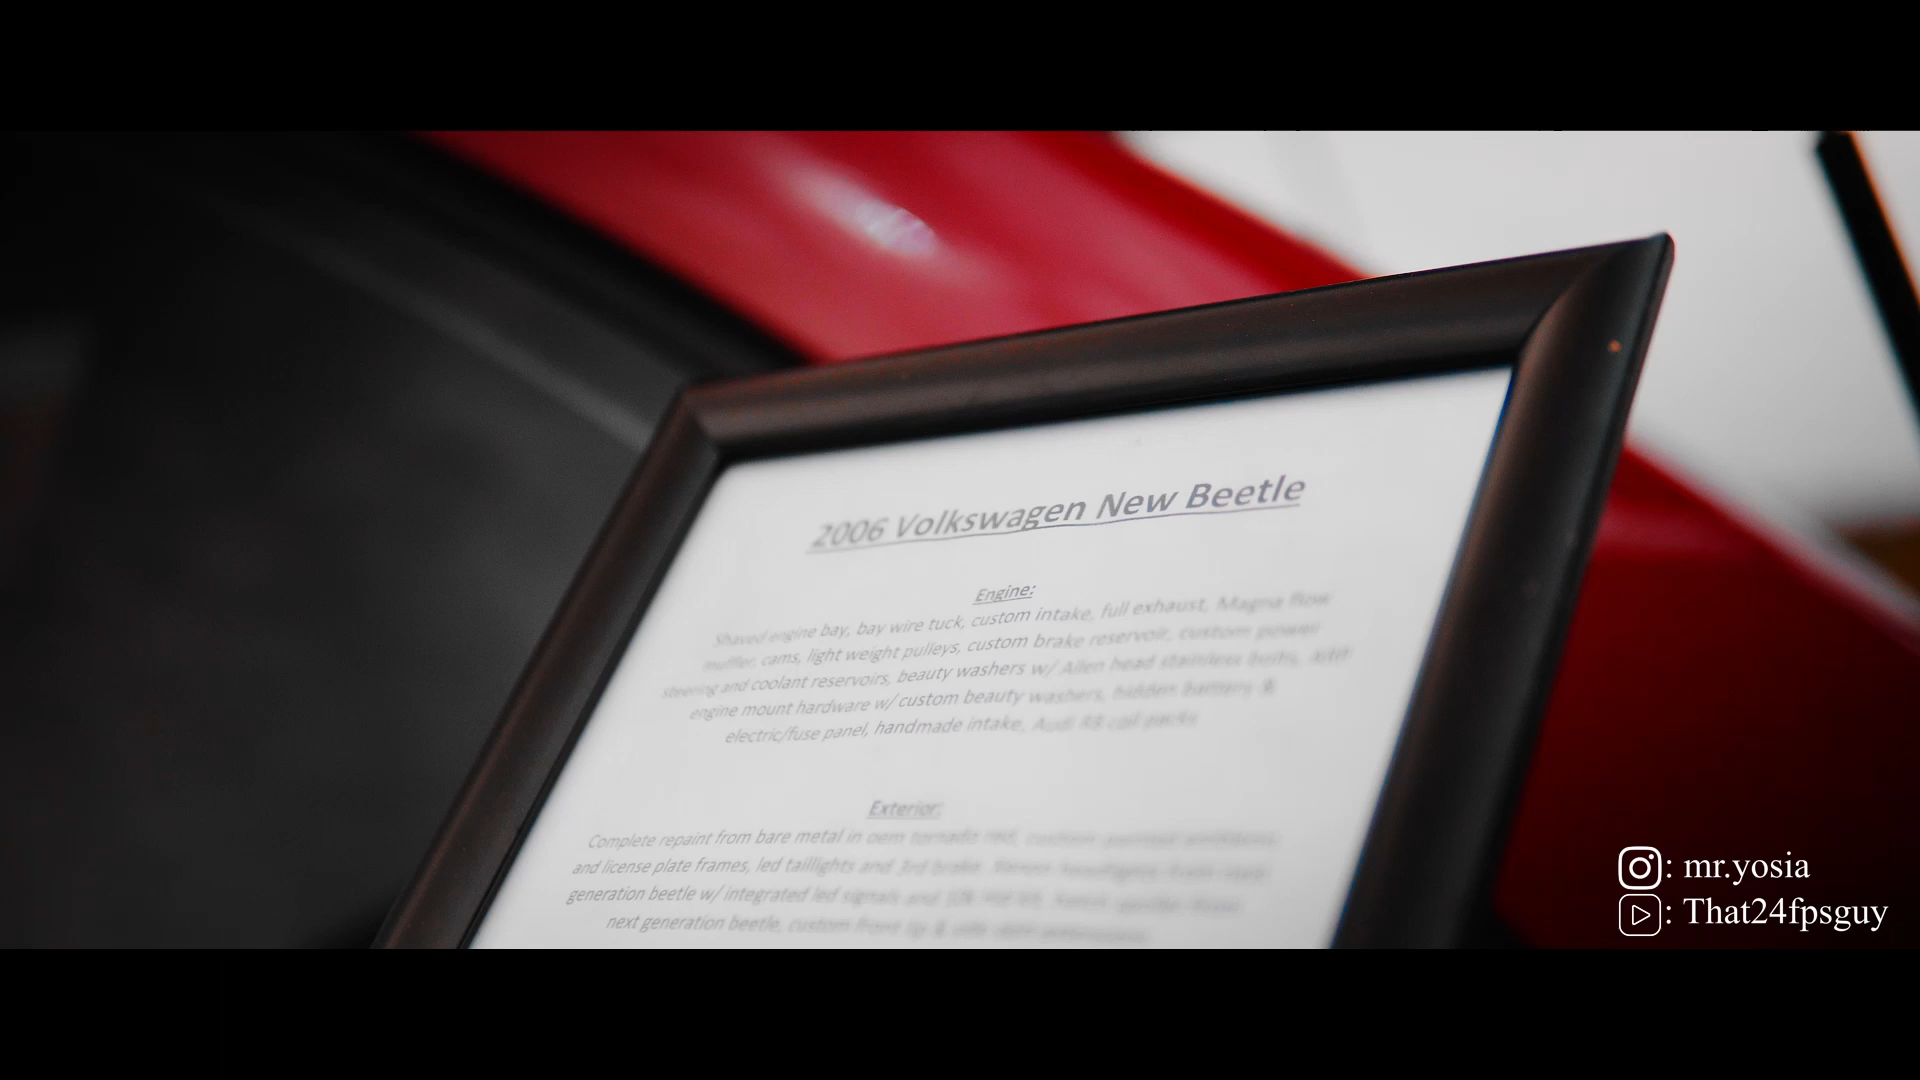 2006 Volkswagen New Beetle
Engine:
Shaved engine bay, bay wire tuck, custom intake, full exhaust, Magna flow
muffler, cams, light weight pulleys, custom brake reservoir, custom power
steering and coolant reservoirs, beauty washers w/ Allen head stainless bolts,
engine mount hardware w/ custom beauty washers, hidden battery &
electric/fuse panel, handmade intake, Audi R8 coil packs
Exterior:
Complete repaint from bare metal in oem tornado red, custom
and license plate frames, led taillights and 3rd brake.
generation beetle w/ integrated led signals and
next generation beetle, custom front lip &
: mr.yosia
: That24fpsguy